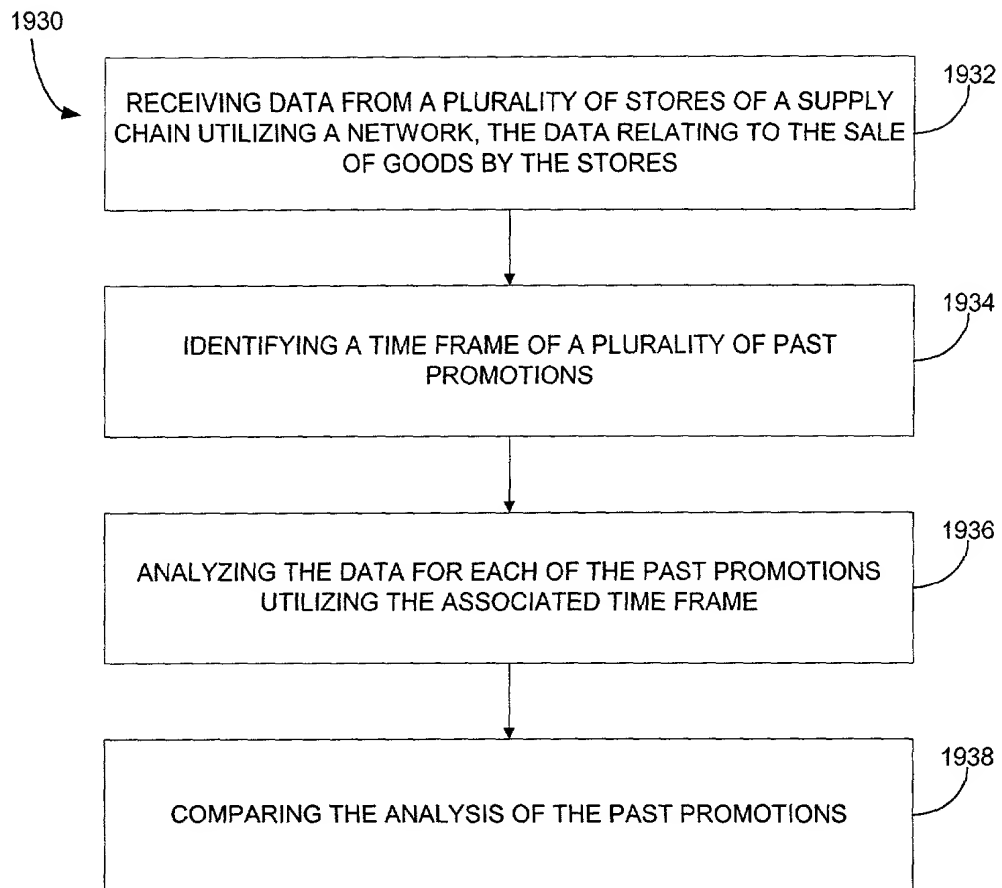 1930
1932
RECEIVING DATA FROM A PLURALITY OF STORES OF A SUPPLY
CHAIN UTILIZING A NETWORK, THE DATA RELATING TO THE SALE
OF GOODS BY THE STORES
1934
IDENTIFYING A TIME FRAME OF A PLURALITY OF PAST
PROMOTIONS
1936
ANALYZING THE DATA FOR EACH OF THE PAST PROMOTIONS
UTILIZING THE ASSOCIATED TIME FRAME
1938
COMPARING THE ANALYSIS OF THE PAST PROMOTIONS